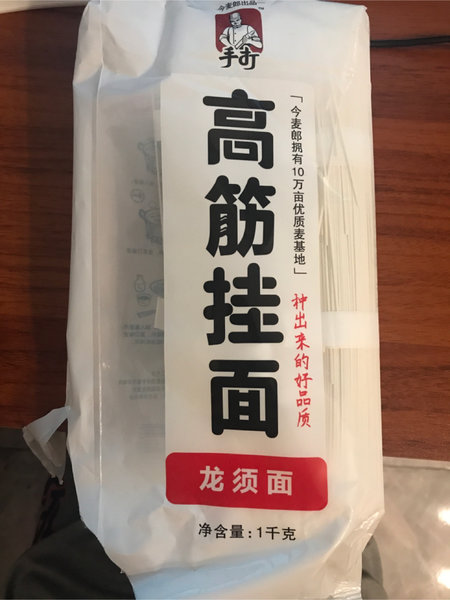 今麦郎出品
手打
高筋挂面
「今麦郎拥有10万亩优质麦基地」
种出来的好品质
龙须面
净含量:1千克